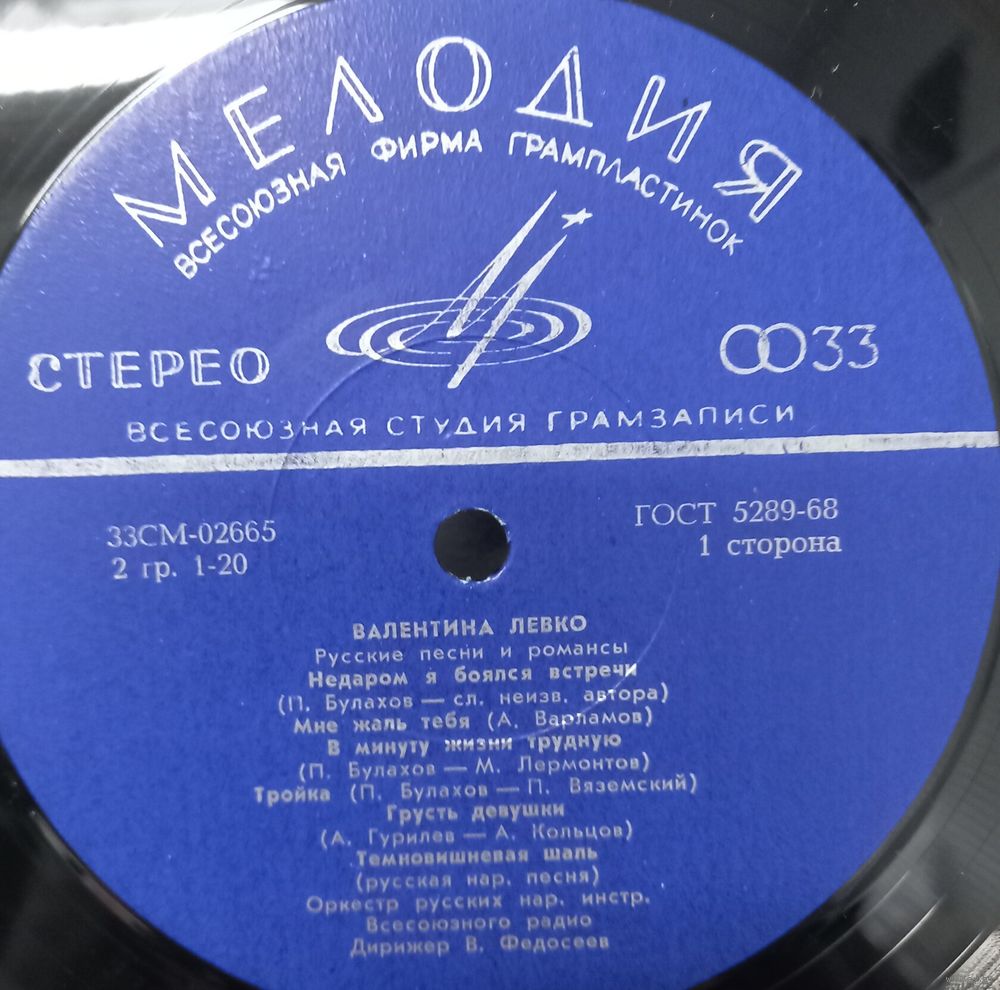 МЕЛОДИЯ
ВСЕСОЮЗНАЯ ФИРМА ГРАМПЛАСТИНОК
СТЕРЕО
33
ВСЕСОЮЗНАЯ СТУДИЯ ГРАМЗАПИСИ
33СМ-02665
2 гр. 1-20
ГОСТ 5289-68
1 сторона
ВАЛЕНТИНА ЛЕВКО
Русские песни и романсы
Недаром я боялся встречи
(П. Булахов — сл. неизв. автора)
Мне жаль тебя (А. Варламов)
В минуту жизни трудную
(П. Булахов — М. Лермонтов)
Тройка (П. Булахов — П. Вяземский)
Грусть девушки
(А. Гурилев — А. Кольцов)
Темновишневая шаль
(русская нар. песня)
Оркестр русских нар. инстр.
Всесоюзного радио
Дирижер В. Федосеев